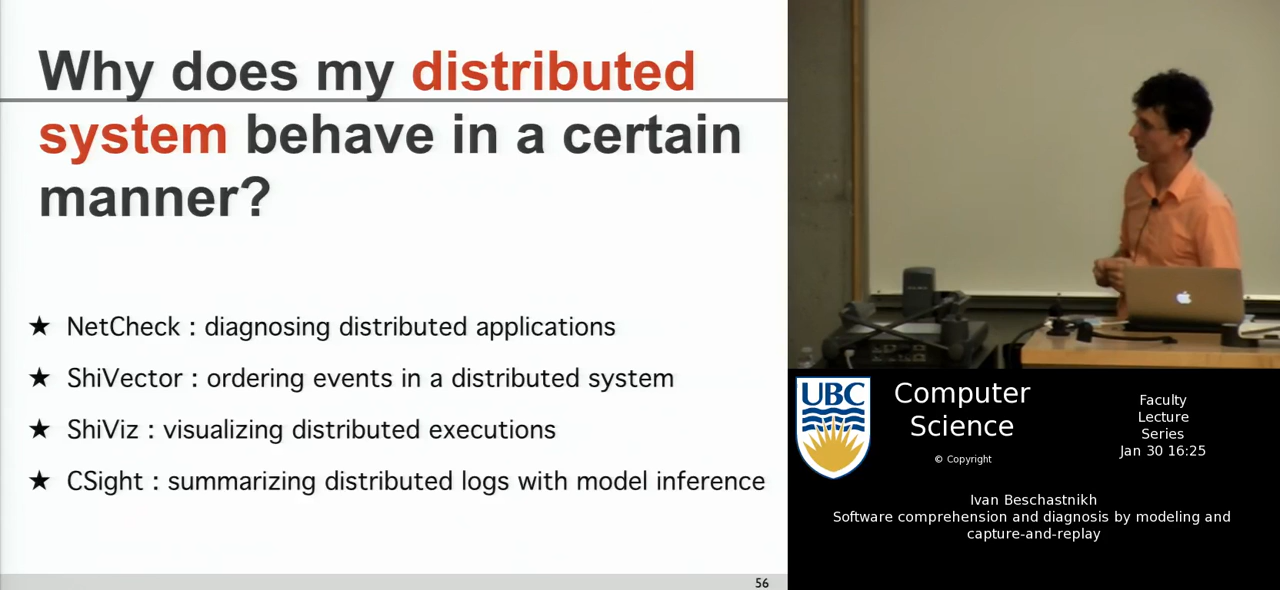 Why does my distributed
system behave in a certain
manner?
★ NetCheck : diagnosing distributed applications
★ ShiVector : ordering events in a distributed system
★ ShiViz : visualizing distributed executions
★ CSight : summarizing distributed logs with model inference
56
UBC
Computer
Science
© Copyright
Faculty
Lecture
Series
Jan 30 16:25
Ivan Beschastnikh
Software comprehension and diagnosis by modeling and
capture-and-replay